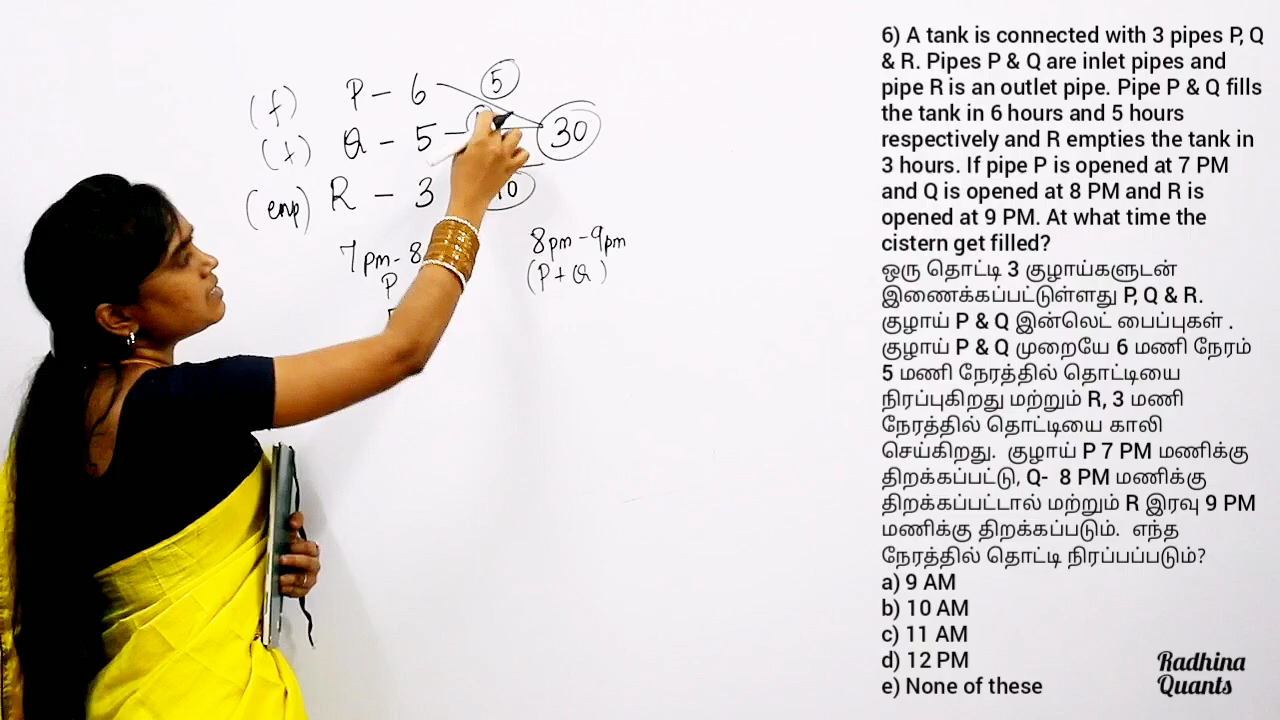 (f) P - 6 5
(f) Q - 5 - 30
(emp) R - 3 10
7pm - 8
8pm - 9pm
P
(P + Q)
6) A tank is connected with 3 pipes P, Q
& R. Pipes P & Q are inlet pipes and
pipe R is an outlet pipe. Pipe P & Q fills
the tank in 6 hours and 5 hours
respectively and R empties the tank in
3 hours. If pipe P is opened at 7 PM
and Q is opened at 8 PM and R is
opened at 9 PM. At what time the
cistern get filled?
ஒரு தொட்டி 3 குழாய்களுடன்
இணைக்கப்பட்டுள்ளது P, Q & R.
குழாய் P & Q இன்லெட் பைப்புகள் .
குழாய் P & Q முறையே 6 மணி நேரம்
5 மணி நேரத்தில் தொட்டியை
நிரப்புகிறது மற்றும் R, 3 மணி
நேரத்தில் தொட்டியை காலி
செய்கிறது. குழாய் P 7 PM மணிக்கு
திறக்கப்பட்டு, Q- 8 PM மணிக்கு
திறக்கப்பட்டால் மற்றும் R இரவு 9 PM
மணிக்கு திறக்கப்படும். எந்த
நேரத்தில் தொட்டி நிரப்பப்படும்?
a) 9 AM
b) 10 AM
c) 11 AM
d) 12 PM
e) None of these
Radhina
Quants